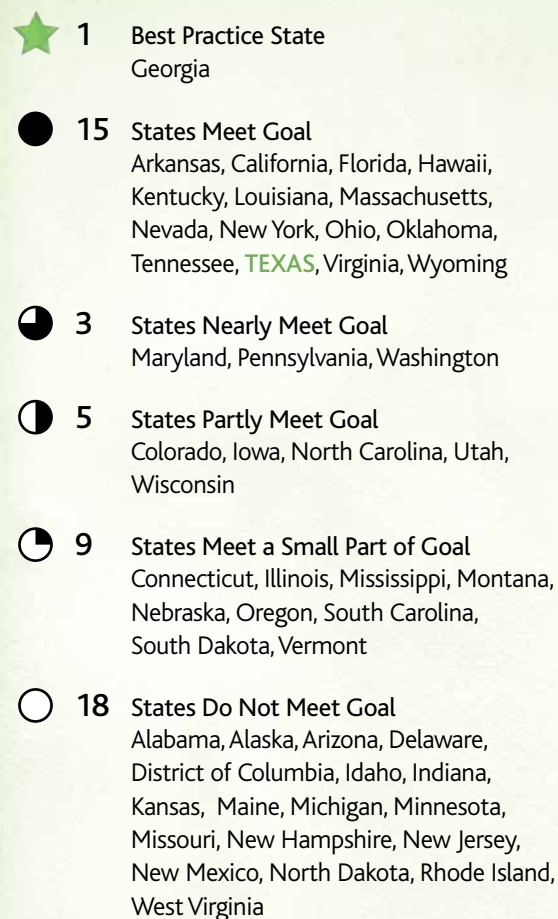 1 Best Practice State
Georgia
15 States Meet Goal
Arkansas, California, Florida, Hawaii,
Kentucky, Louisiana, Massachusetts,
Nevada, New York, Ohio, Oklahoma,
Tennessee, TEXAS, Virginia, Wyoming
3 States Nearly Meet Goal
Maryland, Pennsylvania, Washington
5 States Partly Meet Goal
Colorado, Iowa, North Carolina, Utah,
Wisconsin
9 States Meet a Small Part of Goal
Connecticut, Illinois, Mississippi, Montana,
Nebraska, Oregon, South Carolina,
South Dakota, Vermont
18 States Do Not Meet Goal
Alabama, Alaska, Arizona, Delaware,
District of Columbia, Idaho, Indiana,
Kansas, Maine, Michigan, Minnesota,
Missouri, New Hampshire, New Jersey,
New Mexico, North Dakota, Rhode Island,
West Virginia